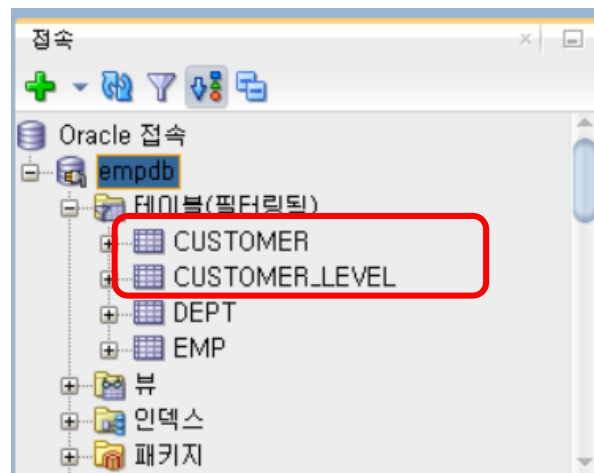 접속
Oracle 접속
empdb
테이블(필터링됨)
CUSTOMER
CUSTOMER_LEVEL
DEPT
EMP
뷰
인덱스
패키지